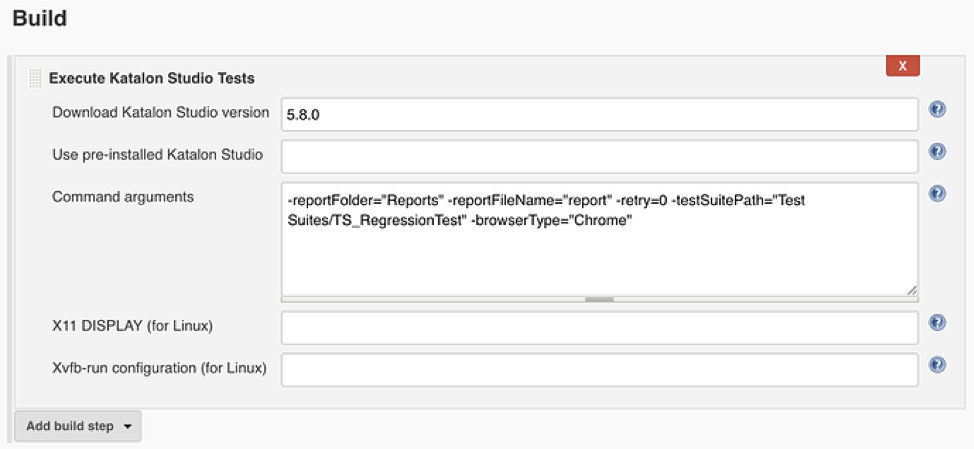 Build
Execute Katalon Studio Tests
X
Download Katalon Studio version
5.8.0
Use pre-installed Katalon Studio
Command arguments
-reportFolder="Reports" -reportFileName="report" -retry=0 -testSuitePath="Test
Suites/TS_RegressionTest" -browserType="Chrome"
X11 DISPLAY (for Linux)
Xvfb-run configuration (for Linux)
Add build step